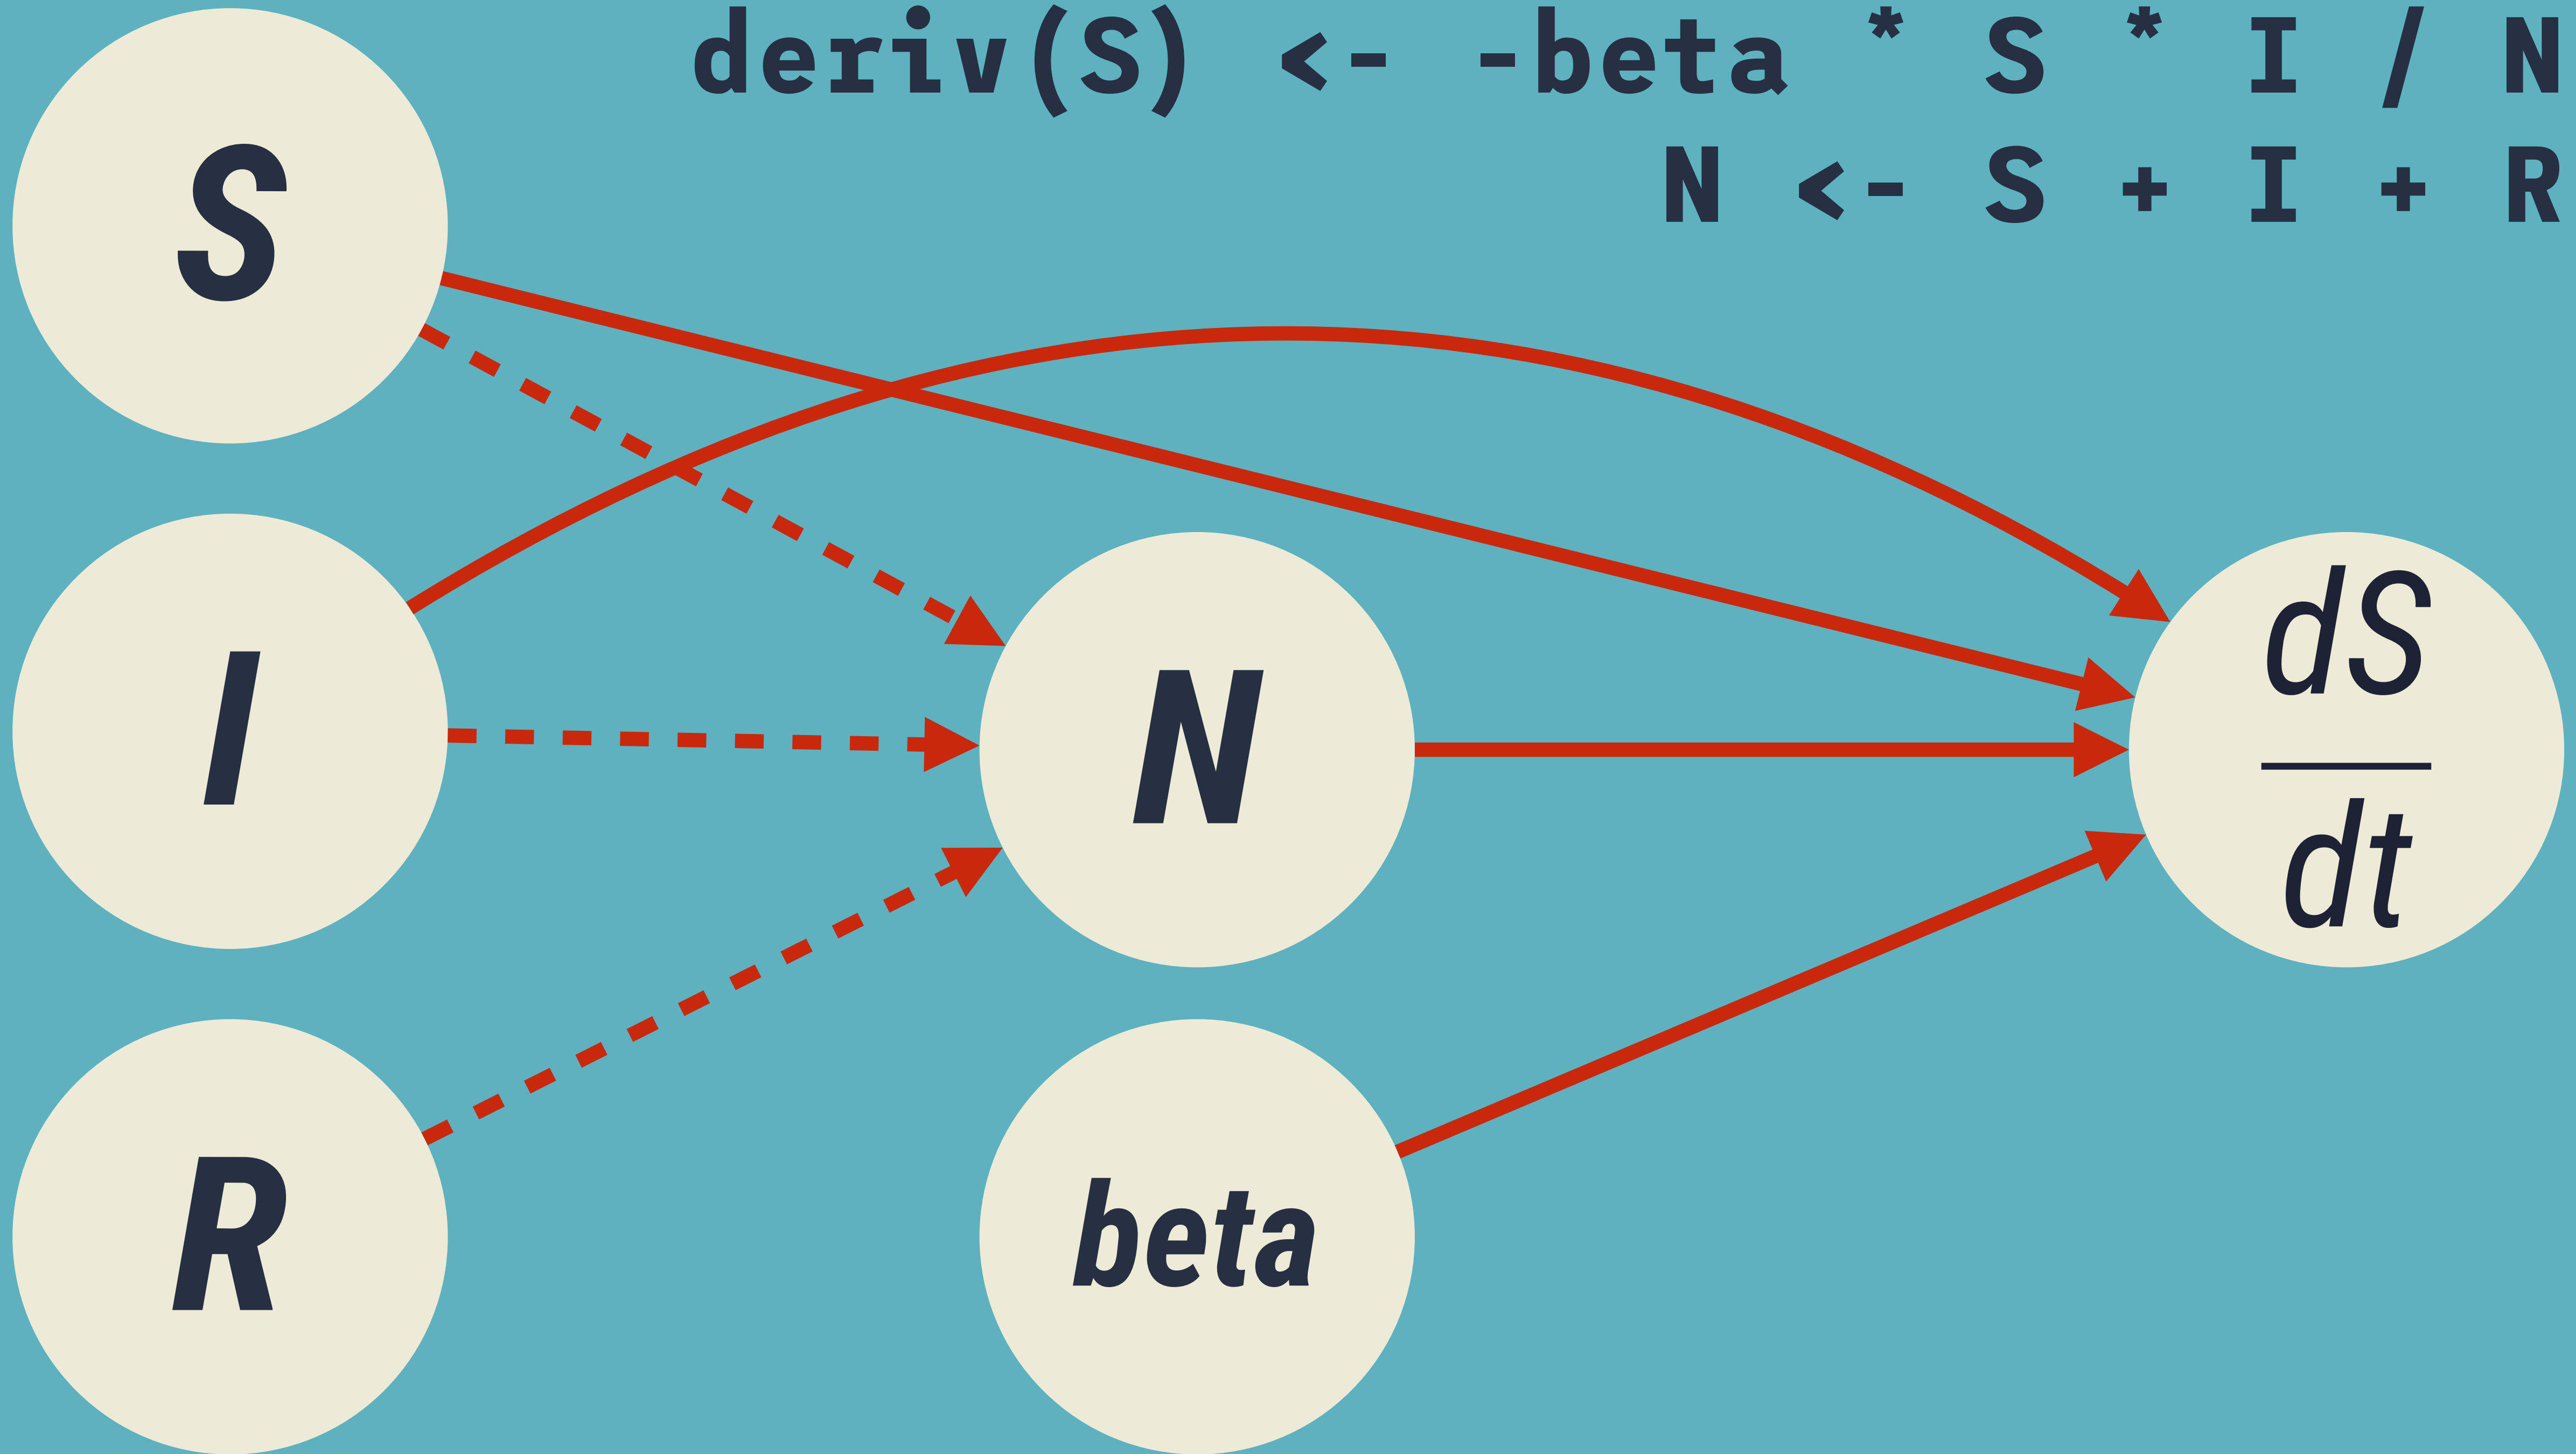 deriv(S) <- -beta * S * I / N
N <- S + I + R
S
I
N
dS
dt
R
beta